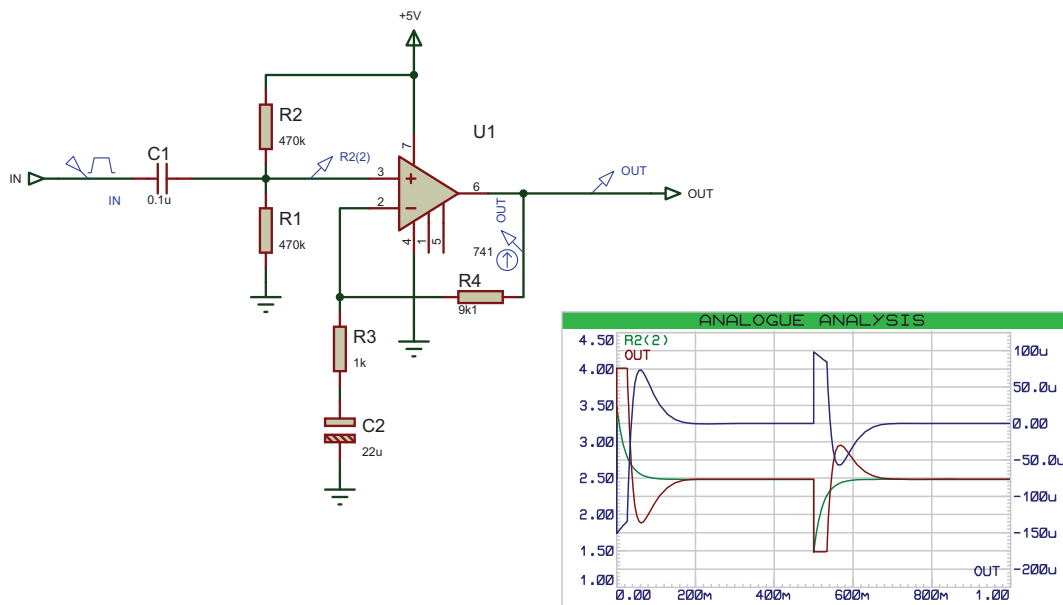 +5V
R2
470k
U1
7
C1
0.1u
IN
IN
R2(2)
3
6
OUT
OUT
2
R1
470k
4
1
5
OUT
741
R4
9k1
R3
1k
C2
22u
ANALOGUE ANALYSIS
R2(2)
OUT
4.50
4.00
3.50
3.00
2.50
2.00
1.50
1.00
100u
50.0u
0.00
-50.0u
-100u
-150u
-200u
OUT
0.00 200m 400m 600m 800m 1.00